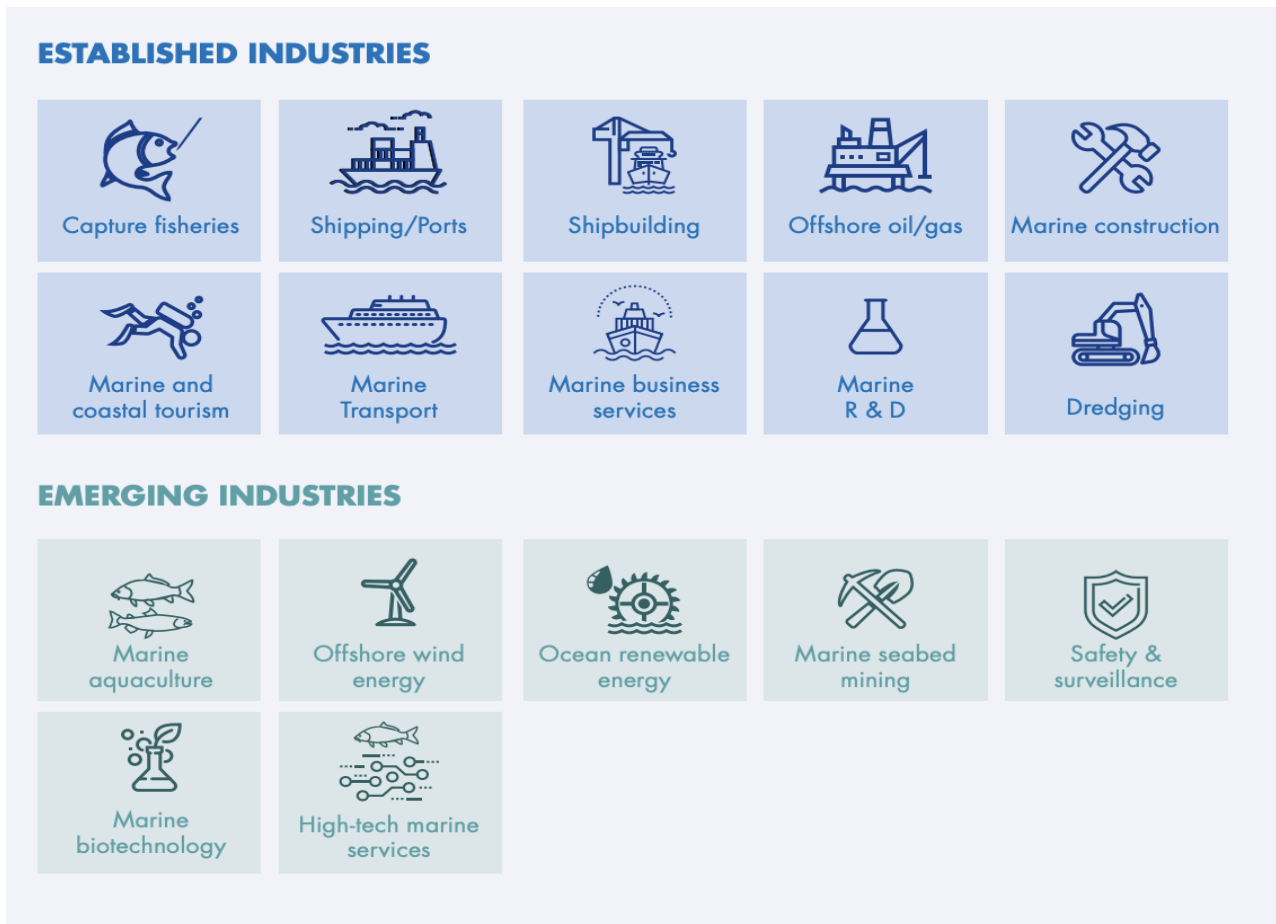 ESTABLISHED INDUSTRIES
Capture fisheries
Shipping/Ports
Shipbuilding
Offshore oil/gas
Marine construction
Marine and
coastal tourism
Marine
Transport
Marine business
services
Marine
R & D
Dredging
EMERGING INDUSTRIES
Marine
aquaculture
Offshore wind
energy
Ocean renewable
energy
Marine seabed
mining
Safety &
surveillance
Marine
biotechnology
High-tech marine
services